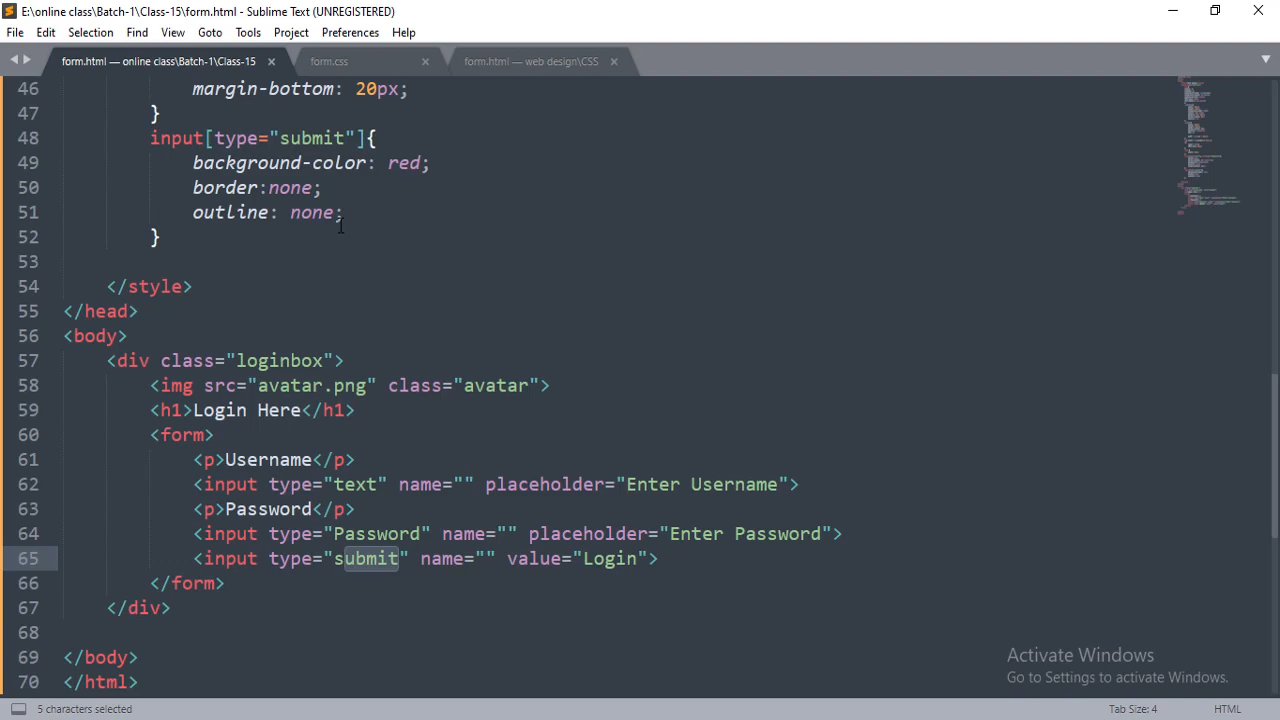 E:\online class\Batch-1\Class-15\form.html - Sublime Text (UNREGISTERED)
File Edit Selection Find View Goto Tools Project Preferences Help
form.html — online class\Batch-1\Class-15 × form.css × form.html — web design\CSS ×
46 margin-bottom: 20px;
47 }
48 input[type="submit"]{
49 background-color: red;
50 border:none;
51 outline: none;
52 }
53
54 </style>
55 </head>
56 <body>
57 <div class="loginbox">
58 <img src="avatar.png" class="avatar">
59 <h1>Login Here</h1>
60 <form>
61 <p>Username</p>
62 <input type="text" name="" placeholder="Enter Username">
63 <p>Password</p>
64 <input type="Password" name="" placeholder="Enter Password">
65 <input type="submit" name="" value="Login">
66 </form>
67 </div>
68
69 </body>
70 </html>
Activate Windows
Go to Settings to activate Windows.
5 characters selected Tab Size: 4 HTML